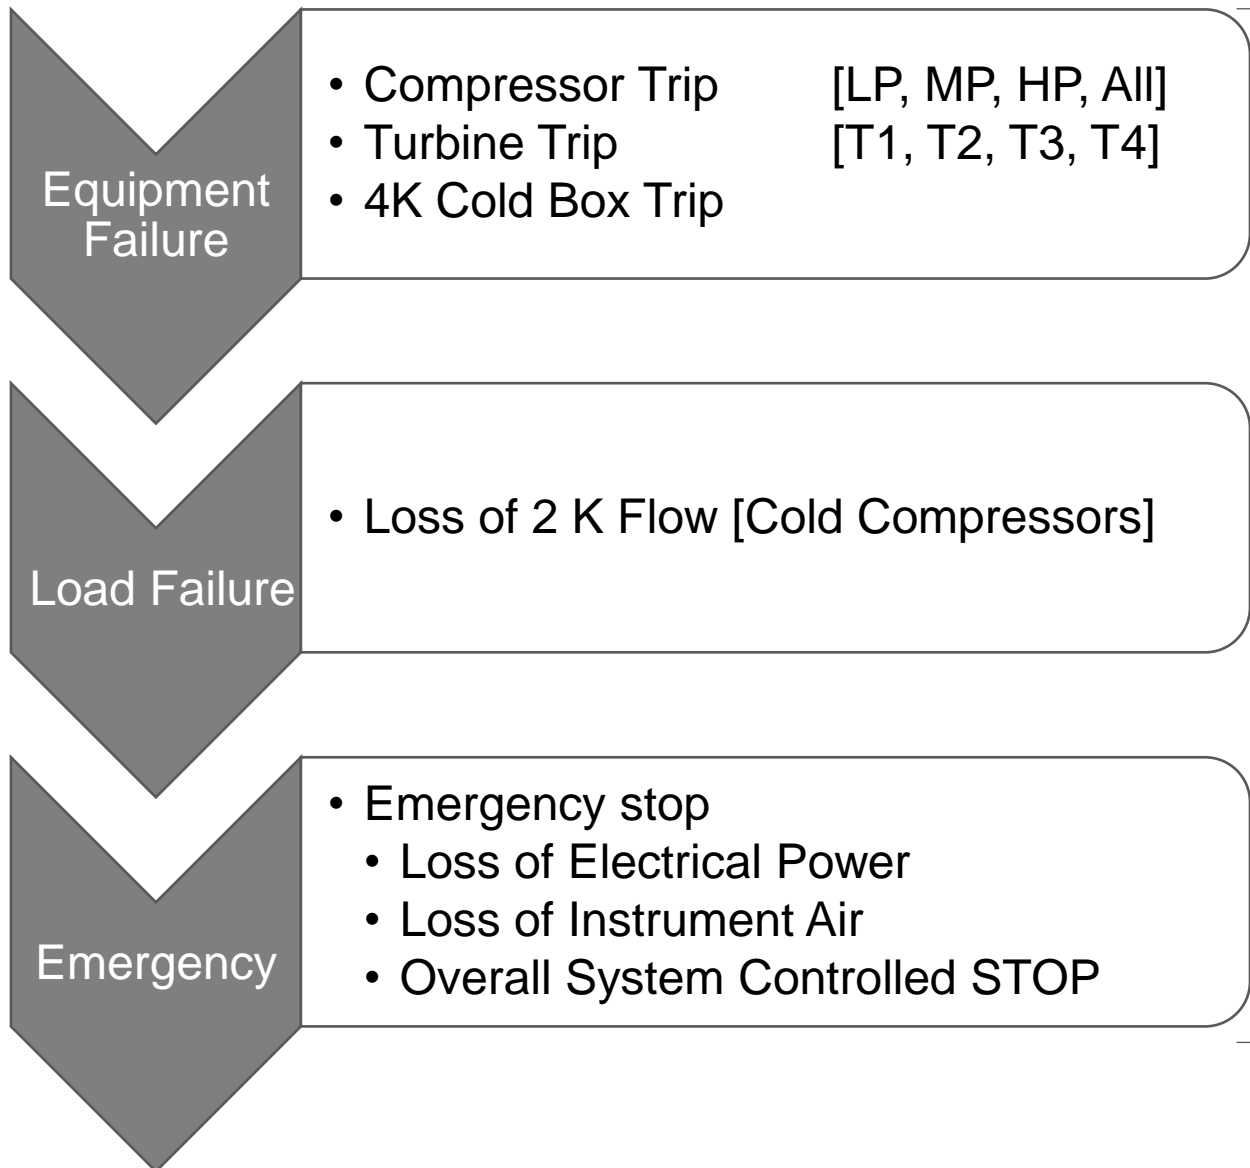 Equipment
Failure
• Compressor Trip [LP, MP, HP, All]
• Turbine Trip [T1, T2, T3, T4]
• 4K Cold Box Trip
Load Failure
• Loss of 2 K Flow [Cold Compressors]
Emergency
• Emergency stop
• Loss of Electrical Power
• Loss of Instrument Air
• Overall System Controlled STOP